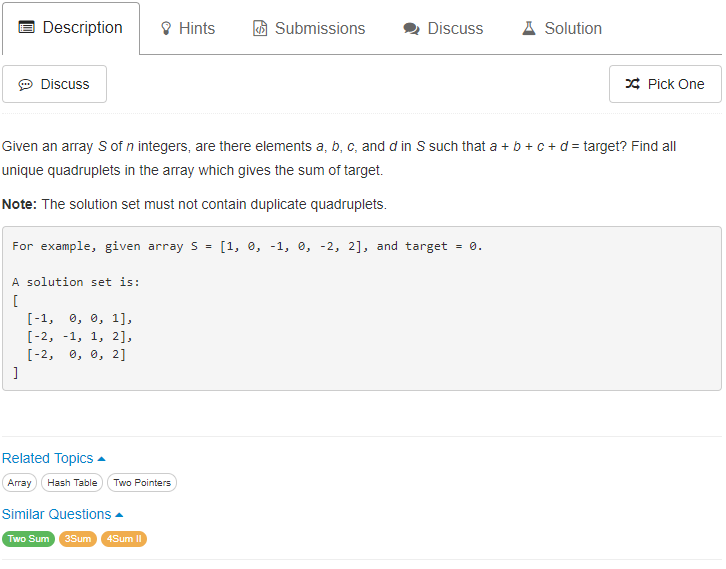 Description Hints Submissions Discuss Solution
Discuss Pick One
Given an array S of n integers, are there elements a, b, c, and d in S such that a + b + c + d = target? Find all
unique quadruplets in the array which gives the sum of target.
Note: The solution set must not contain duplicate quadruplets.
For example, given array S = [1, 0, -1, 0, -2, 2], and target = 0.
A solution set is:
[
  [-1,  0, 0, 1],
  [-2, -1, 1, 2],
  [-2,  0, 0, 2]
]
Related Topics
Array Hash Table Two Pointers
Similar Questions
Two Sum 3Sum 4Sum II